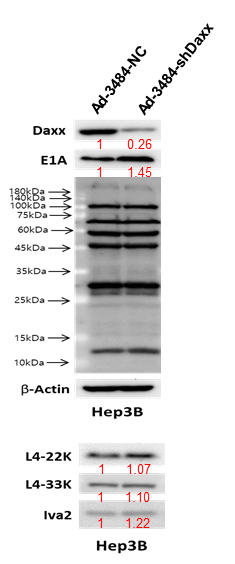 Ad-3484-NC
Ad-3484-shDaxx
Daxx
1 0.26
E1A
1 1.45
180kDa
140kDa
100kDa
75kDa
60kDa
45kDa
35kDa
25kDa
15kDa
10kDa
β-Actin
Hep3B
L4-22K
1 1.07
L4-33K
1 1.10
Iva2
1 1.22
Hep3B